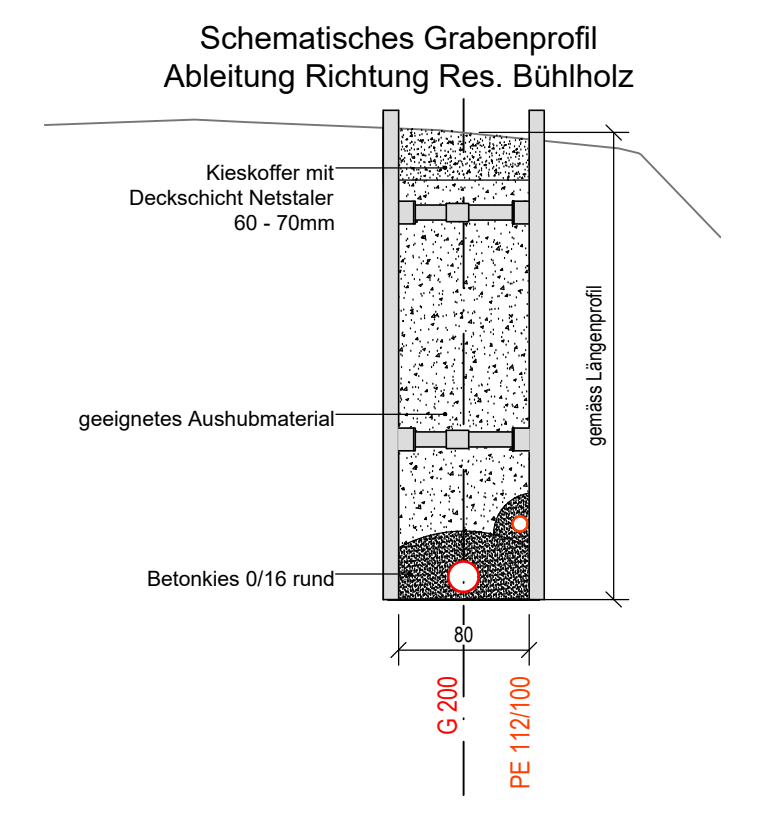 Schematisches Grabenprofil
Ableitung Richtung Res. Bühlholz
Kieskoffer mit
Deckschicht Netstaler
60 - 70mm
gemäss Längenprofil
geeignetes Aushubmaterial
Betonkies 0/16 rund
80
G 200
PE 112/100